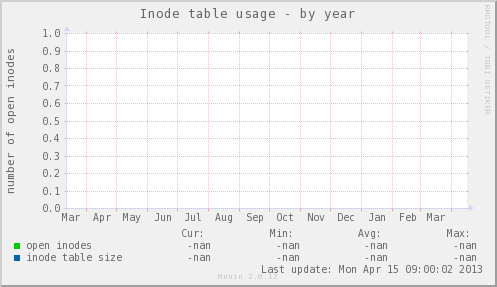 Inode table usage - by year
RRDTOOL / TOBI OETIKER
number of open inodes
1.0
0.9
0.8
0.7
0.6
0.5
0.4
0.3
0.2
0.1
0.0
Mar Apr May Jun Jul Aug Sep Oct Nov Dec Jan Feb Mar
Cur: Min: Avg: Max:
open inodes -nan -nan -nan -nan
inode table size -nan -nan -nan -nan
Last update: Mon Apr 15 09:00:02 2013
Munin 2.0.12